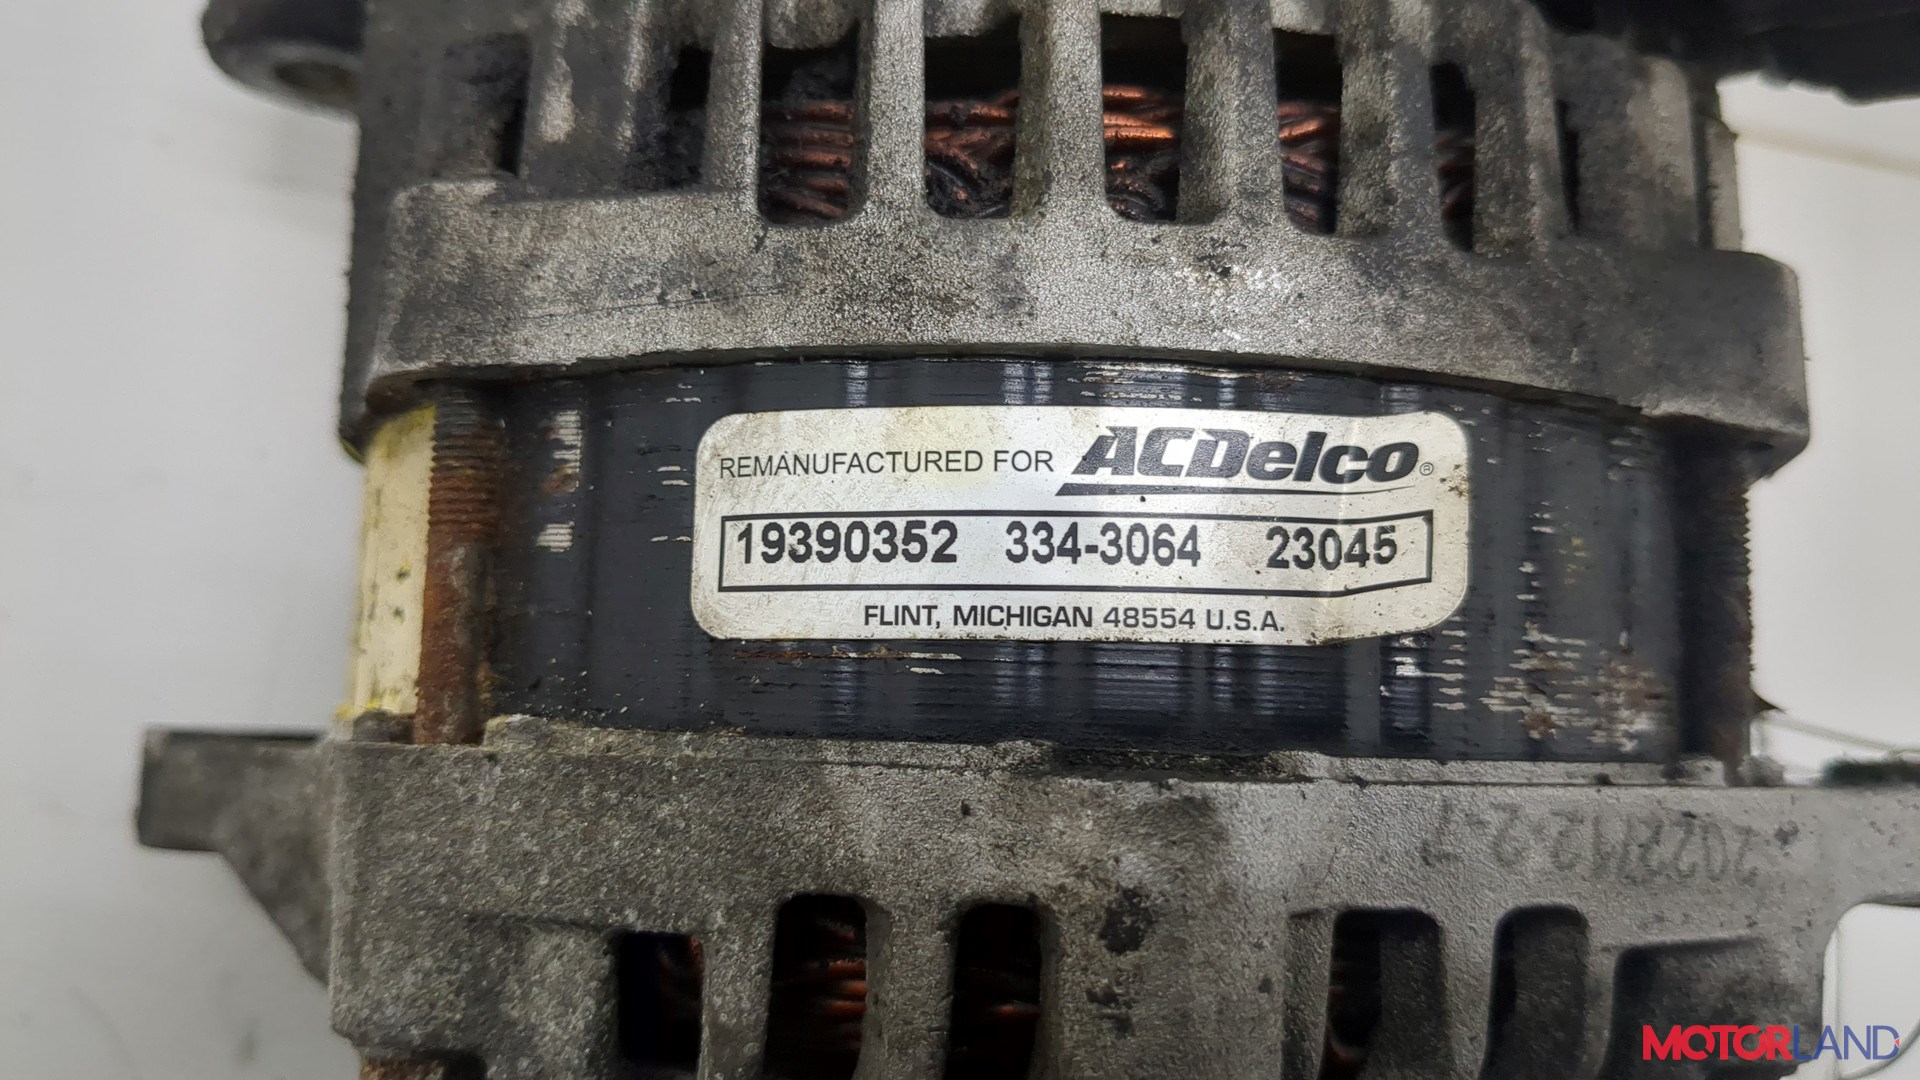 REMANUFACTURED FOR ACDelco®
19390352 334-3064 23045
FLINT, MICHIGAN 48554 U.S.A.
MOTORLAND